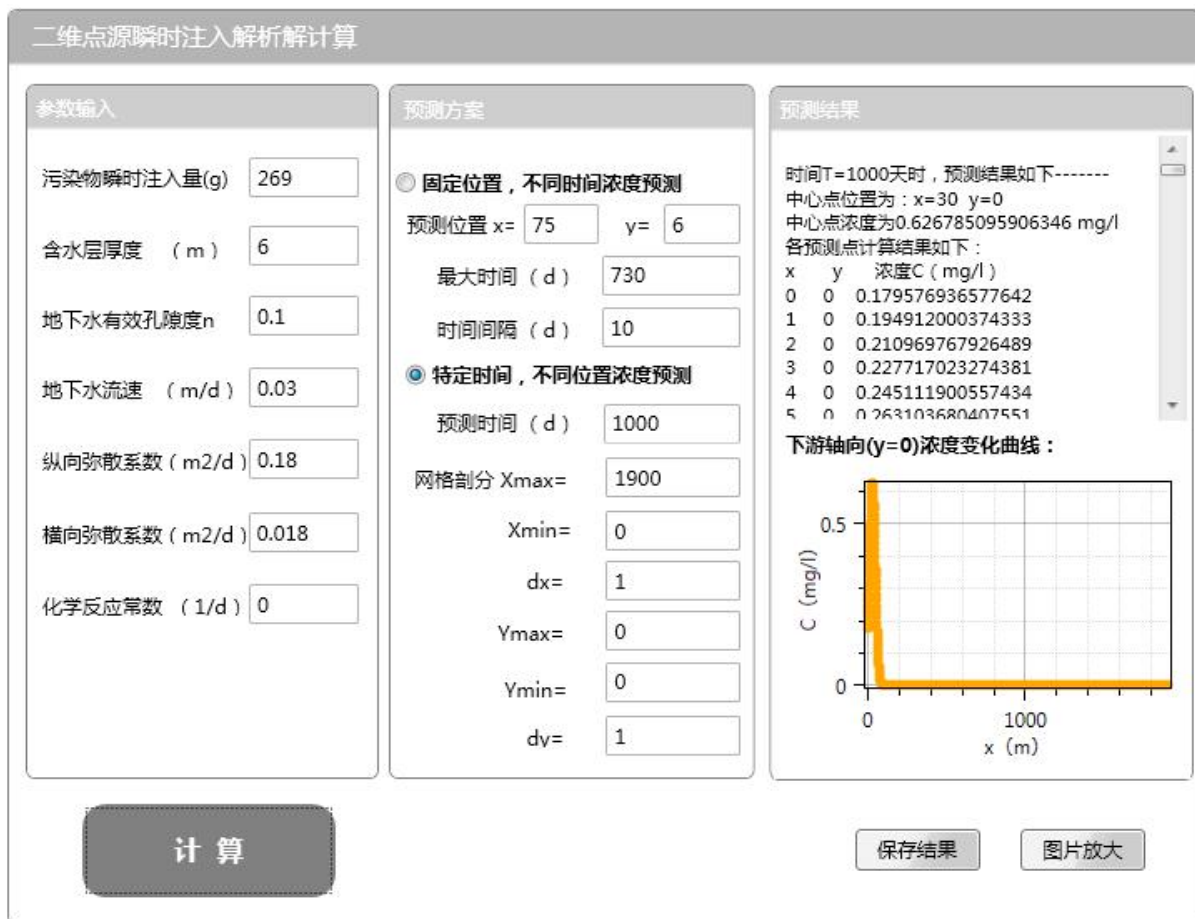 二维点源瞬时注入解析解计算
参数输入
污染物瞬时注入量(g) 269
含水层厚度 （m） 6
地下水有效孔隙度n 0.1
地下水流速 （m/d） 0.03
纵向弥散系数（m2/d） 0.18
横向弥散系数（m2/d） 0.018
化学反应常数 （1/d） 0
计 算
预测方案
固定位置，不同时间浓度预测
预测位置 x= 75 y= 6
最大时间（d） 730
时间间隔（d） 10
特定时间，不同位置浓度预测
预测时间（d） 1000
网格剖分 Xmax= 1900
Xmin= 0
dx= 1
Ymax= 0
Ymin= 0
dy= 1
预测结果
时间T=1000天时，预测结果如下-------
中心点位置为：x=30 y=0
中心点浓度为0.626785095906346 mg/l
各预测点计算结果如下：
x y 浓度C（mg/l）
0 0 0.179576936577642
1 0 0.194912000374333
2 0 0.210969767926489
3 0 0.227717023274381
4 0 0.245111900557434
5 0 0.263103680407551
下游轴向(y=0)浓度变化曲线：
C (mg/l)
0.5
0
0 1000
x (m)
保存结果 图片放大